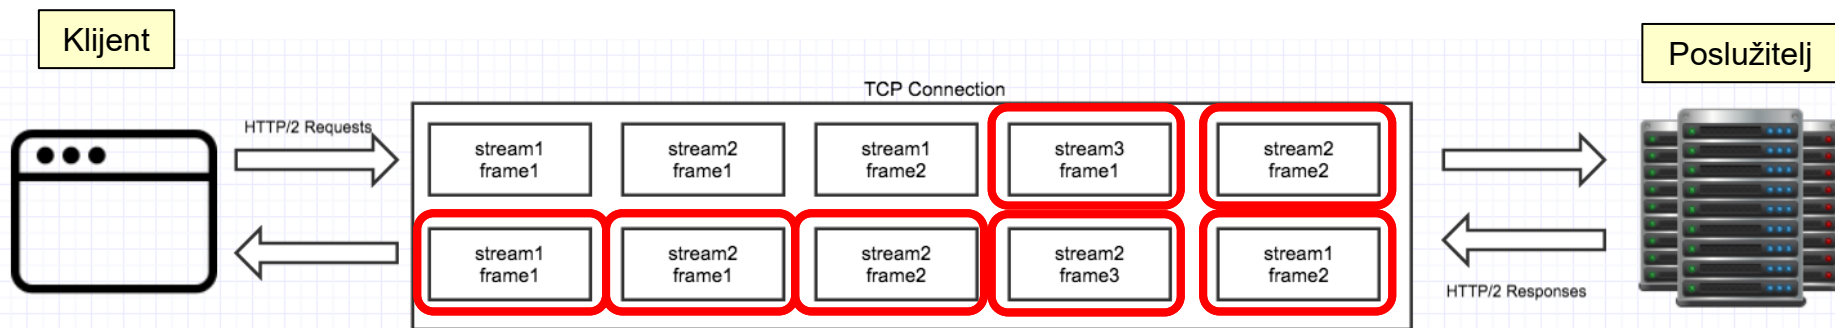 Klijent
Poslužitelj
TCP Connection
HTTP/2 Requests
stream1
frame1
stream2
frame1
stream1
frame2
stream3
frame1
stream2
frame2
stream1
frame1
stream2
frame1
stream2
frame2
stream2
frame3
stream1
frame2
HTTP/2 Responses